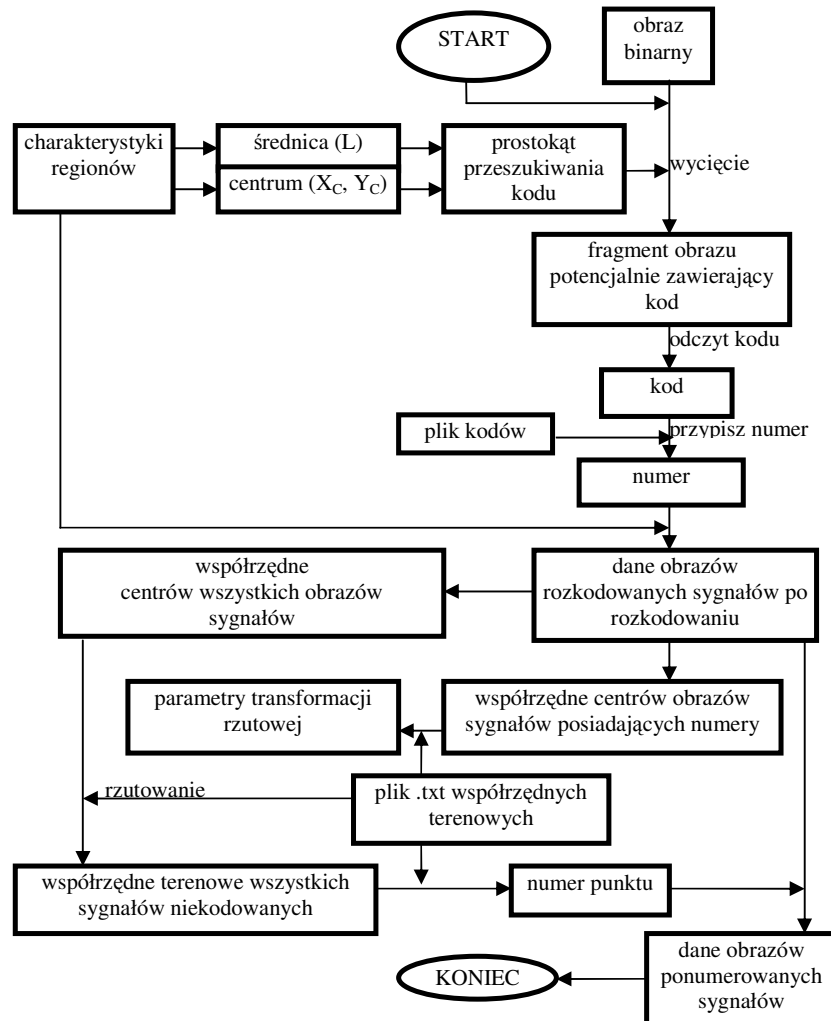 START
obraz
binarny
charakterystyki
regionów
średnica (L)
centrum (X_C, Y_C)
prostokąt
przeszukiwania
kodu
wycięcie
fragment obrazu
potencjalnie zawierający
kod
odczyt kodu
kod
plik kodów
przypisz numer
numer
współrzędne
centrów wszystkich obrazów
sygnałów
dane obrazów
rozkodowanych sygnałów po
rozkodowaniu
parametry transformacji
rzutowej
współrzędne centrów obrazów
sygnałów posiadających numery
rzutowanie
plik .txt współrzędnych
terenowych
współrzędne terenowe wszystkich
sygnałów niekodowanych
numer punktu
KONIEC
dane obrazów
ponumerowanych
sygnałów